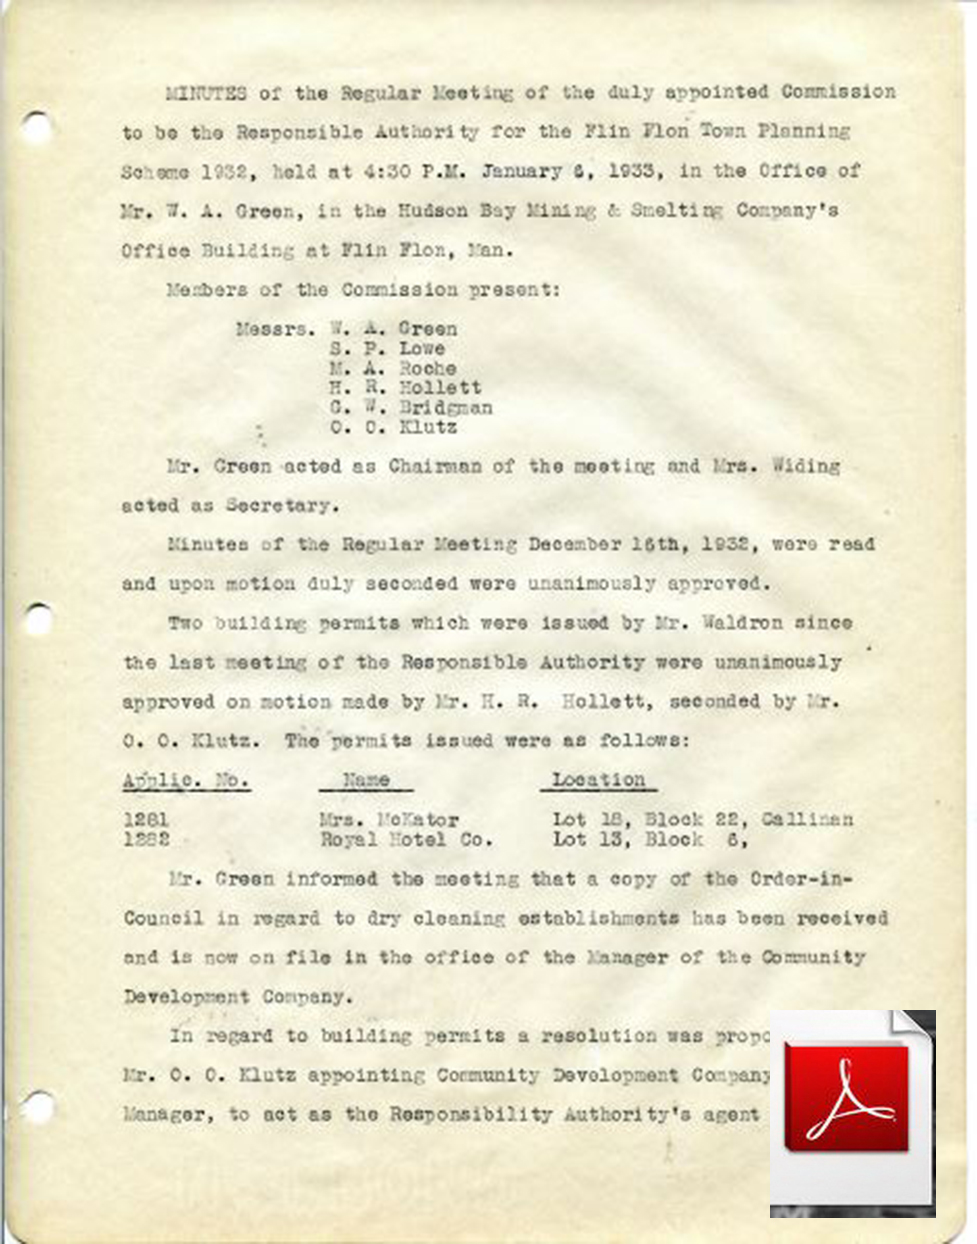 MINUTES of the Regular Meeting of the duly appointed Commission
to be the Responsible Authority for the Flin Flon Town Planning
Scheme 1932, held at 4:30 P.M. January 6, 1933, in the Office of
Mr. W. A. Green, in the Hudson Bay Mining & Smelting Company's
Office Building at Flin Flon, Man.
Members of the Commission present:
Messrs. W. A. Green
S. P. Lowe
M. A. Roche
H. R. Hollett
G. W. Bridgman
O. O. Klutz
Mr. Green acted as Chairman of the meeting and Mrs. Widing
acted as Secretary.
Minutes of the Regular Meeting December 16th, 1932, were read
and upon motion duly seconded were unanimously approved.
Two building permits which were issued by Mr. Waldron since
the last meeting of the Responsible Authority were unanimously
approved on motion made by Mr. H. R. Hollett, seconded by Mr.
O. O. Klutz. The permits issued were as follows:
Applic. No. Name Location
1281 Mrs. McKator Lot 18, Block 22, Callinan
1282 Royal Hotel Co. Lot 13, Block 6,
Mr. Green informed the meeting that a copy of the Order-in-
Council in regard to dry cleaning establishments has been received
and is now on file in the office of the Manager of the Community
Development Company.
In regard to building permits a resolution was
Mr. O. O. Klutz appointing Community Development Company
Manager, to act as the Responsibility Authority's agent